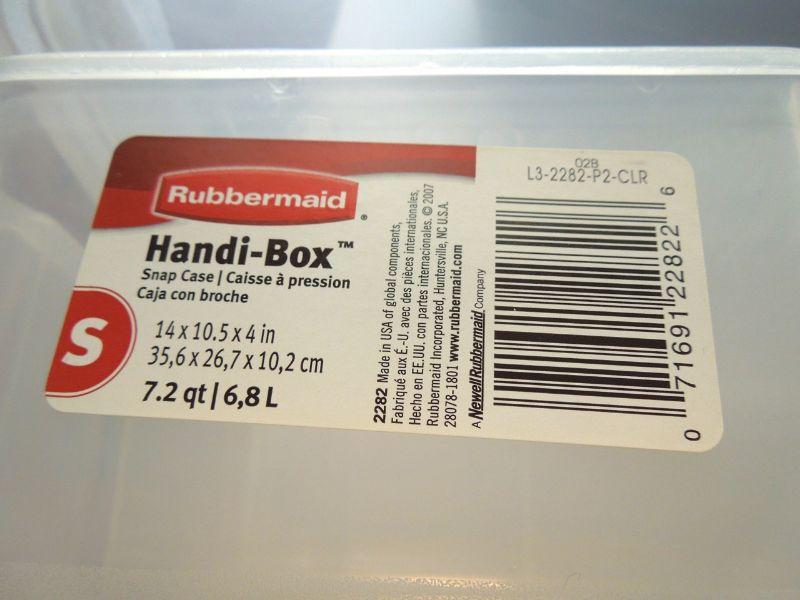 Rubbermaid®
Handi-Box™
Snap Case | Caisse à pression
Caja con broche
S
14 x 10.5 x 4 in
35,6 x 26,7 x 10,2 cm
7.2 qt | 6,8 L
2282 Made in USA of global components,
Fabriqué aux É.-U. avec des pièces internationales,
Hecho en EE.UU. con partes internacionales. © 2007
Rubbermaid Incorporated, Huntersville, NC U.S.A.
28078-1801 www.rubbermaid.com
A NewellRubbermaid Company
02B
L3-2282-P2-CLR
0 71691 22822 6